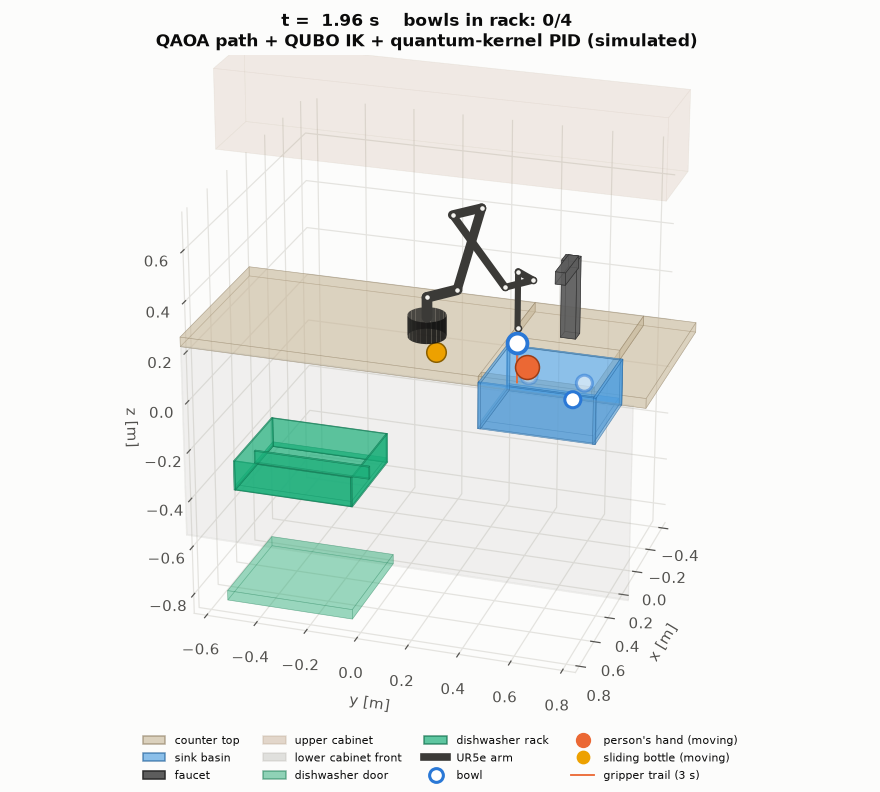 t =  1.96 s    bowls in rack: 0/4
QAOA path + QUBO IK + quantum-kernel PID (simulated)
0.6
0.4
0.2
0.0
−0.2
−0.4
−0.6
−0.8
z [m]
−0.6
−0.4
−0.2
0.0
0.2
0.4
0.6
0.8
y [m]
−0.4
−0.2
0.0
0.2
0.4
0.6
0.8
x [m]
counter top
sink basin
faucet
upper cabinet
lower cabinet front
dishwasher door
dishwasher rack
UR5e arm
bowl
person's hand (moving)
sliding bottle (moving)
gripper trail (3 s)